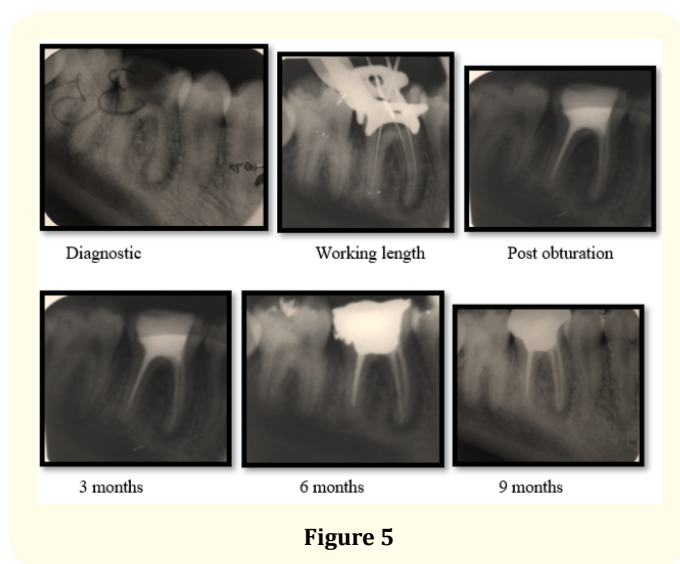 Diagnostic
Working length
Post obturation
3 months
6 months
9 months
Figure 5